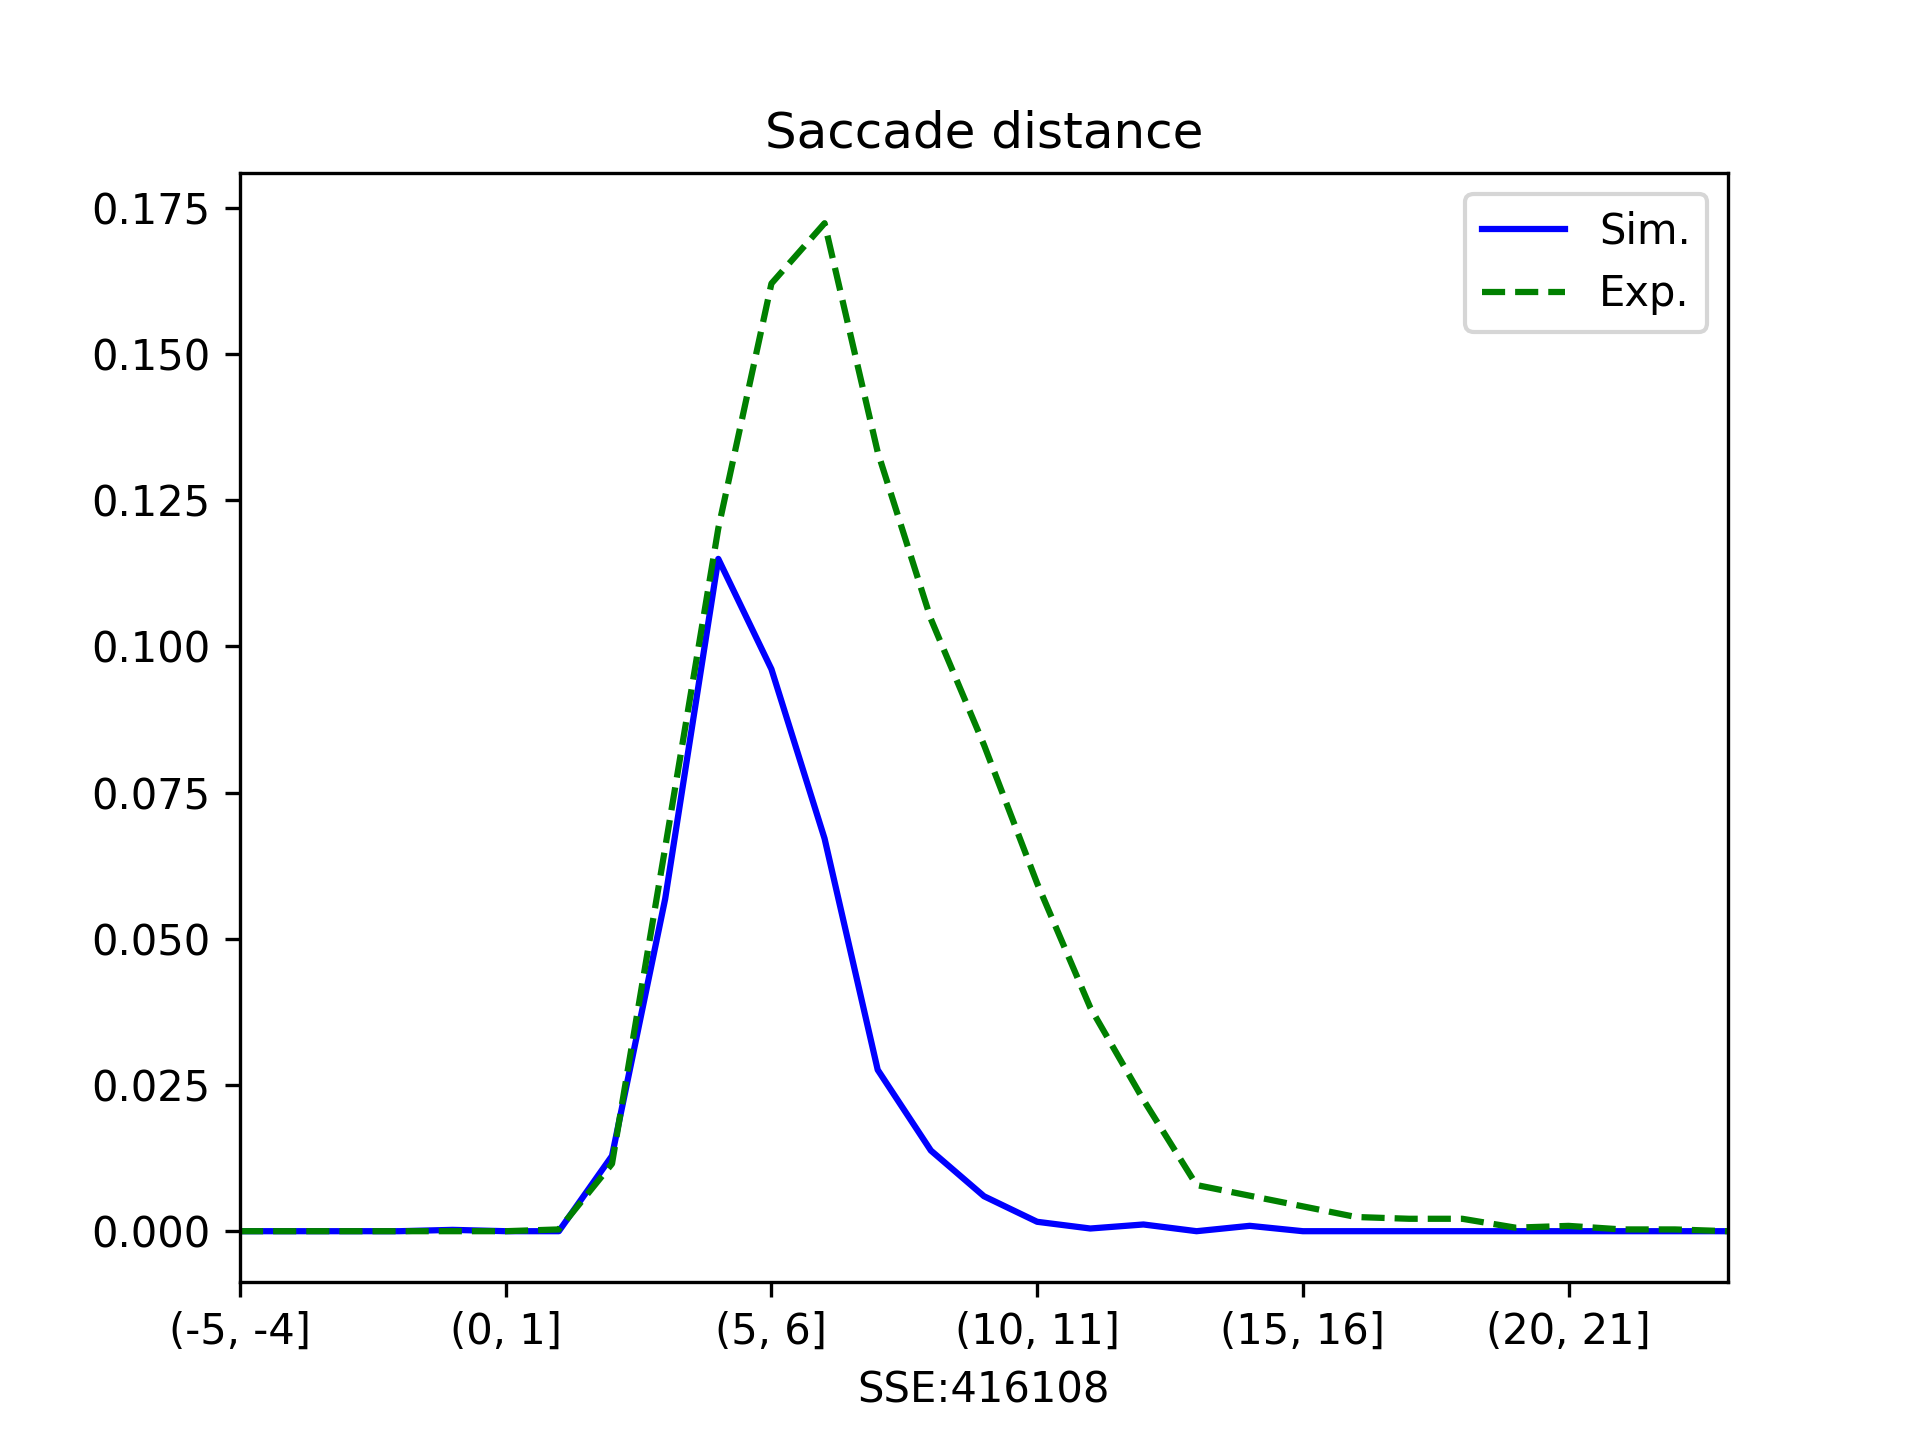 Saccade distance
0.175
0.150
0.125
0.100
0.075
0.050
0.025
0.000
Sim.
Exp.
(-5, -4] (0, 1] (5, 6] (10, 11] (15, 16] (20, 21]
SSE:416108